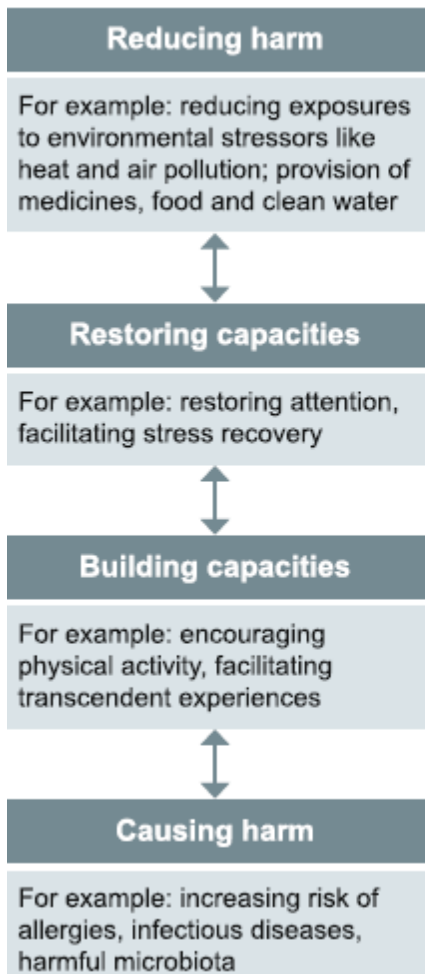 Reducing harm
For example: reducing exposures
to environmental stressors like
heat and air pollution; provision of
medicines, food and clean water
Restoring capacities
For example: restoring attention,
facilitating stress recovery
Building capacities
For example: encouraging
physical activity, facilitating
transcendent experiences
Causing harm
For example: increasing risk of
allergies, infectious diseases,
harmful microbiota